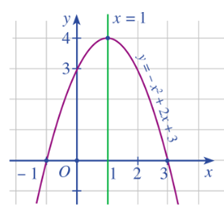 y
x = 1
4
3
y = – x² + 2x + 3
– 1 O 1 2 3 x